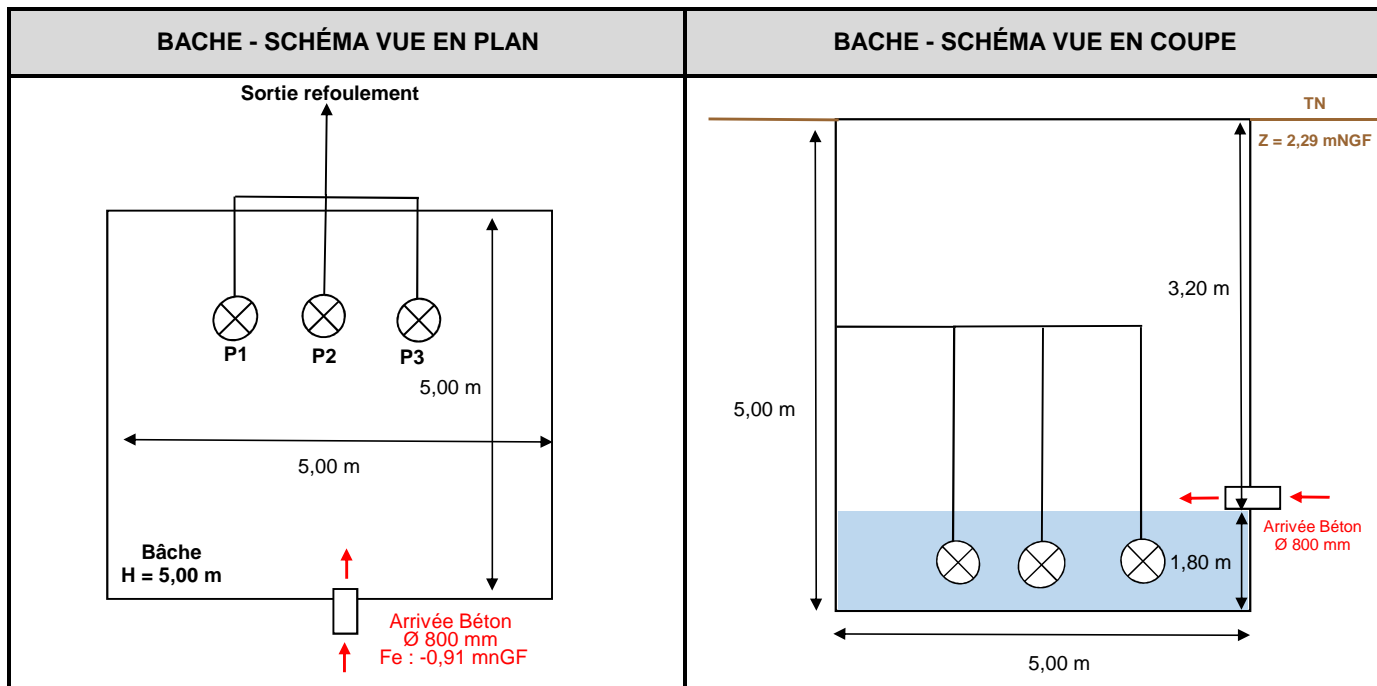 BACHE - SCHÉMA VUE EN PLAN
Sortie refoulement
P1
P2
P3
5,00 m
5,00 m
Bâche
H = 5,00 m
Arrivée Béton
Ø 800 mm
Fe : -0,91 mnGF
BACHE - SCHÉMA VUE EN COUPE
TN
Z = 2,29 mNGF
3,20 m
5,00 m
Arrivée Béton
Ø 800 mm
1,80 m
5,00 m